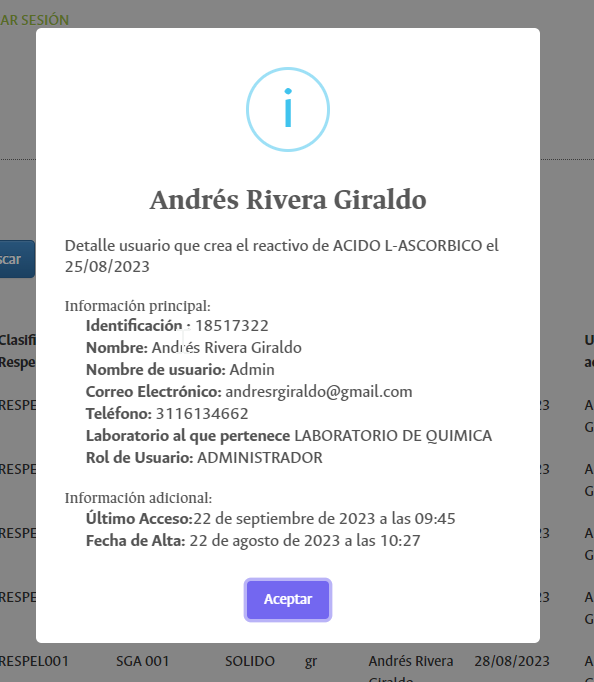 AR SESIÓN
i
Andrés Rivera Giraldo
Detalle usuario que crea el reactivo de ACIDO L-ASCORBICO el
25/08/2023
scar
Información principal:
Identificación : 18517322
Clasifi
U
Nombre: Andrés Rivera Giraldo
Respe
a
Nombre de usuario: Admin
Correo Electrónico: andresrgiraldo@gmail.com
RESPE
23
A
Teléfono: 3116134662
G
Laboratorio al que pertenece LABORATORIO DE QUIMICA
Rol de Usuario: ADMINISTRADOR
RESPE
23
A
G
Información adicional:
Último Acceso:22 de septiembre de 2023 a las 09:45
RESPE
23
A
Fecha de Alta: 22 de agosto de 2023 a las 10:27
G
Aceptar
RESPE
23
A
G
RESPEL001 SGA 001 SOLIDO gr Andrés Rivera 28/08/2023 A
Giraldo G